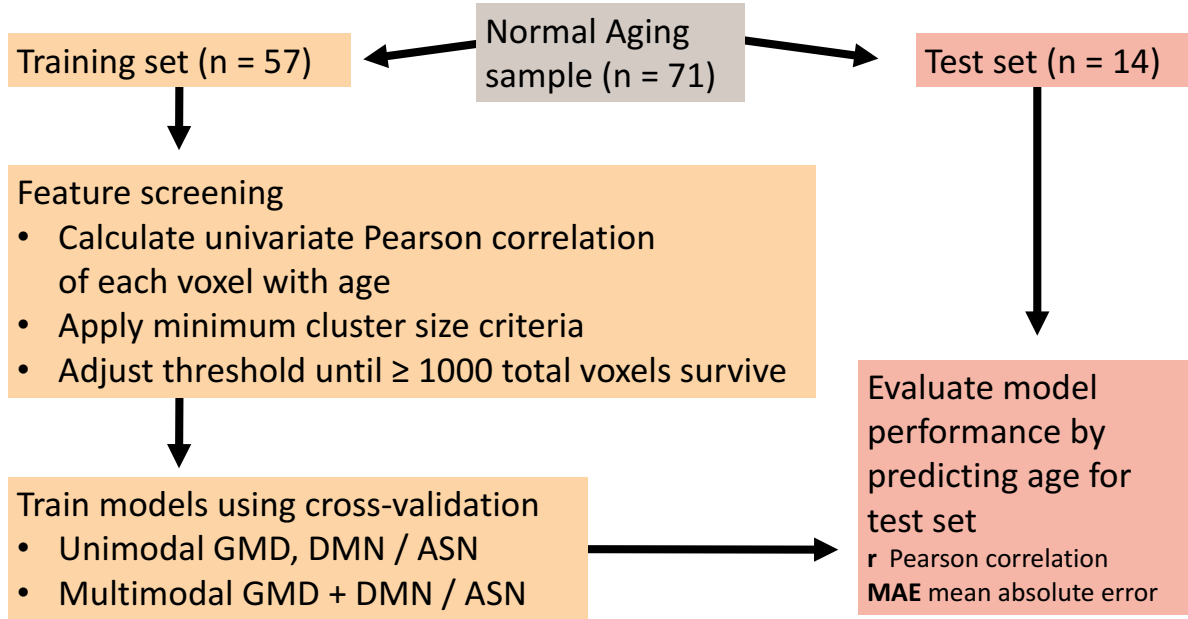 Normal Aging
sample (n = 71)
Training set (n = 57)
Test set (n = 14)
Feature screening
• Calculate univariate Pearson correlation
of each voxel with age
• Apply minimum cluster size criteria
• Adjust threshold until ≥ 1000 total voxels survive
Train models using cross-validation
• Unimodal GMD, DMN / ASN
• Multimodal GMD + DMN / ASN
Evaluate model
performance by
predicting age for
test set
r Pearson correlation
MAE mean absolute error